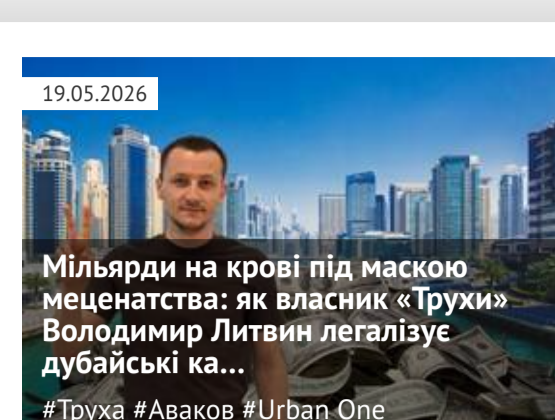 19.05.2026
Мільярди на крові під маскою
меценатства: як власник «Трухи»
Володимир Литвин легалізує
дубайські ка...
#Труха #Аваков #Urban One